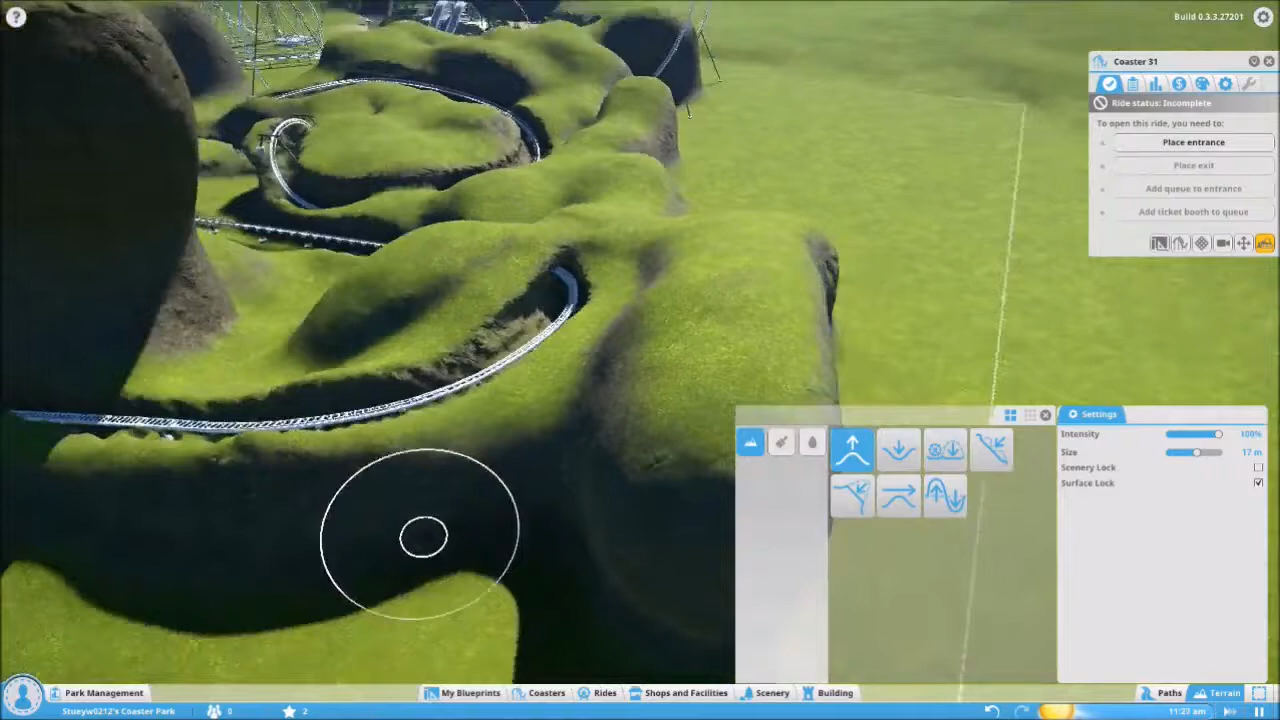 ?
Build 0.3.3.27201
Coaster 31
Ride status: Incomplete
To open this ride, you need to:
Place entrance
Place exit
Add queue to entrance
Add ticket booth to queue
Settings
Intensity 100%
Size 17 m
Scenery Lock
Surface Lock
Park Management My Blueprints Coasters Rides Shops and Facilities Scenery Building Paths Terrain
Stueyw0212's Coaster Park 0 2 11:22 am